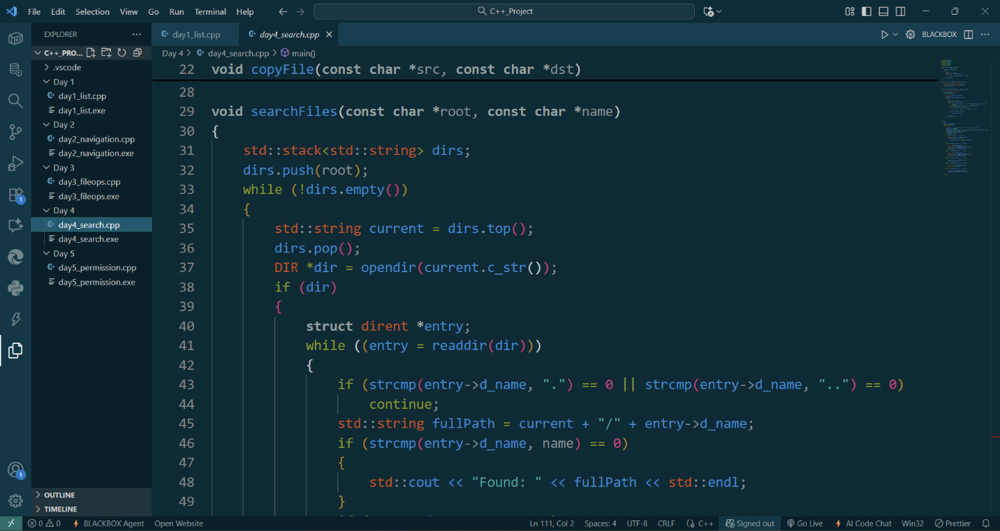 File Edit Selection View Go Run Terminal Help
C++_Project
EXPLORER
C++_PRO...
.vscode
Day 1
day1_list.cpp
day1_list.exe
Day 2
day2_navigation.cpp
day2_navigation.exe
Day 3
day3_fileops.cpp
day3_fileops.exe
Day 4
day4_search.cpp
day4_search.exe
Day 5
day5_permission.cpp
day5_permission.exe
OUTLINE
TIMELINE
day1_list.cpp day4_search.cpp
BLACKBOX
Day 4 > day4_search.cpp > main()
22 void copyFile(const char *src, const char *dst)
28
29 void searchFiles(const char *root, const char *name)
30 {
31 std::stack<std::string> dirs;
32 dirs.push(root);
33 while (!dirs.empty())
34 {
35 std::string current = dirs.top();
36 dirs.pop();
37 DIR *dir = opendir(current.c_str());
38 if (dir)
39 {
40 struct dirent *entry;
41 while ((entry = readdir(dir)))
42 {
43 if (strcmp(entry->d_name, ".") == 0 || strcmp(entry->d_name, "..") == 0)
44 continue;
45 std::string fullPath = current + "/" + entry->d_name;
46 if (strcmp(entry->d_name, name) == 0)
47 {
48 std::cout << "Found: " << fullPath << std::endl;
49 }
1
1
0 0 BLACKBOX Agent Open Website Ln 111, Col 2 Spaces: 4 UTF-8 CRLF C++ Signed out Go Live AI Code Chat Win32 Prettier